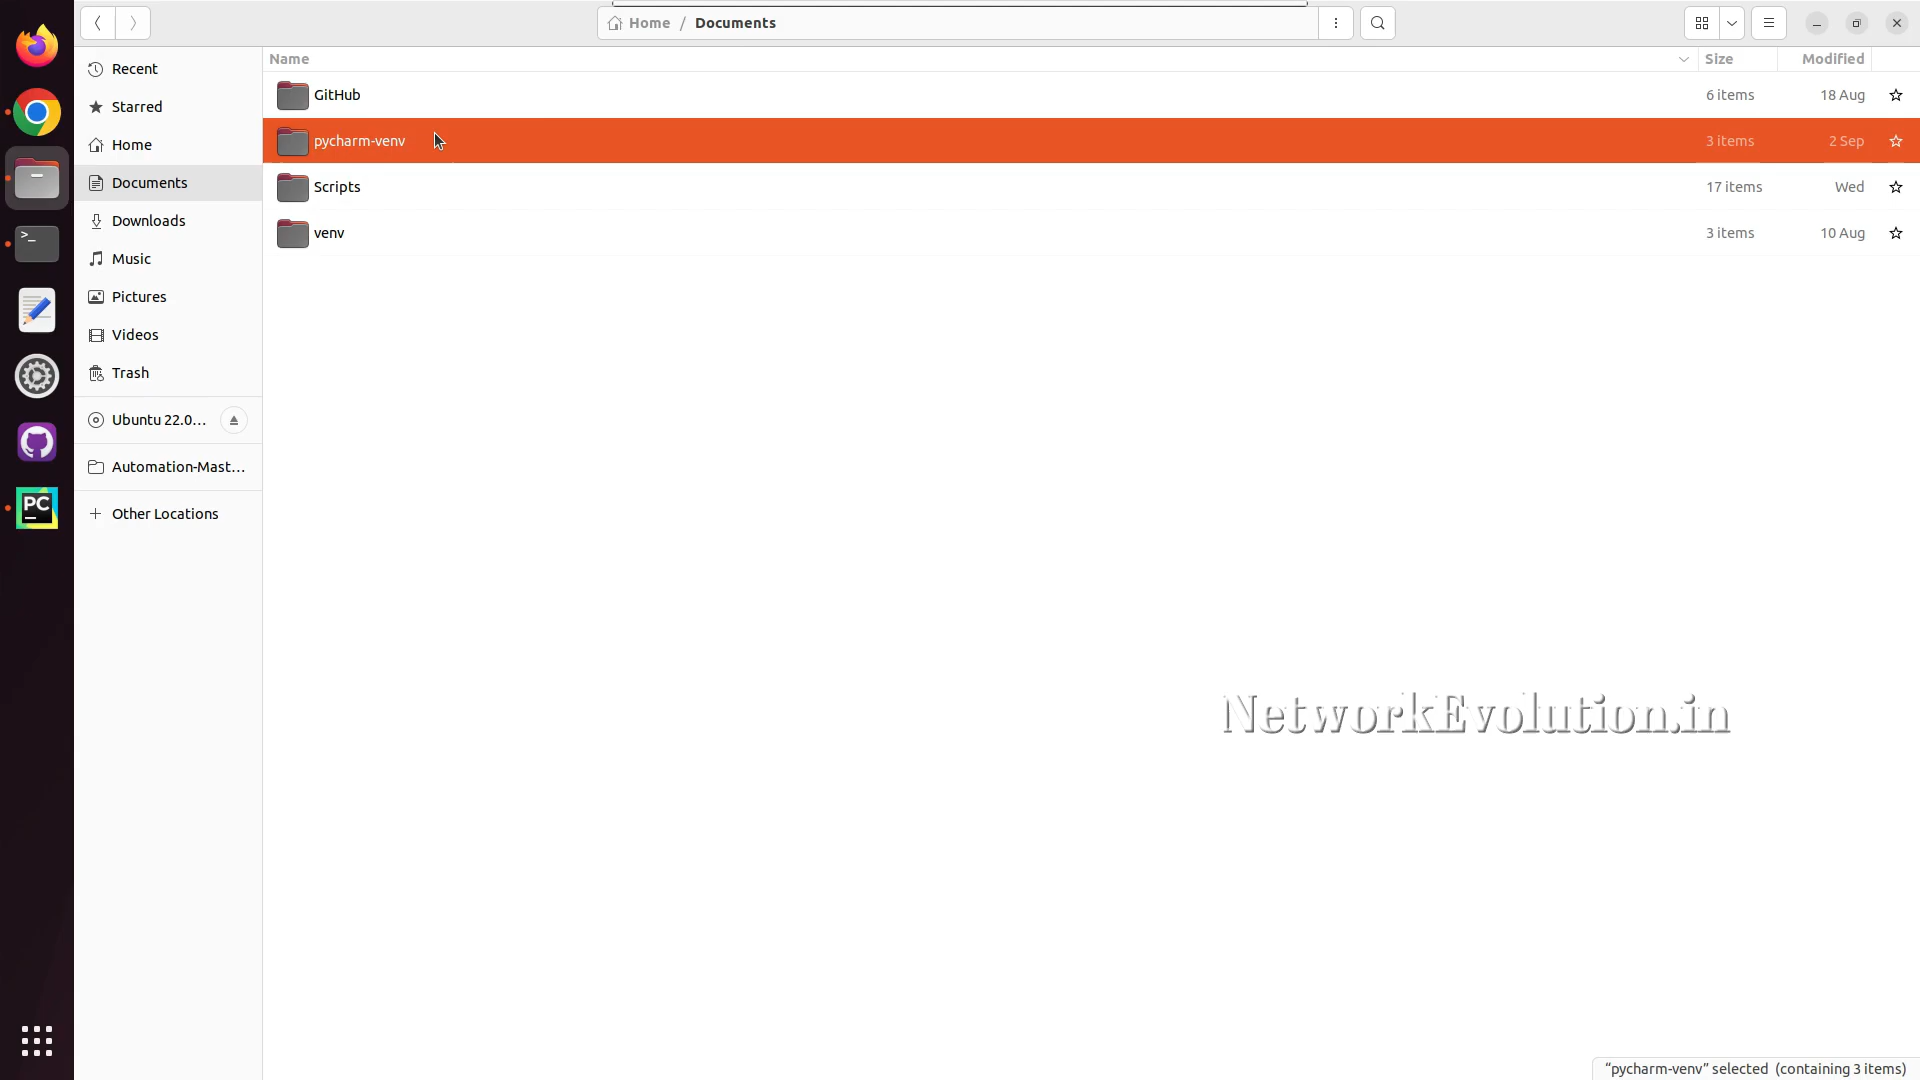 Home / Documents
Name Size Modified
Recent
Starred
Home
Documents
Downloads
Music
Pictures
Videos
Trash
Ubuntu 22.0...
Automation-Mast...
+ Other Locations
GitHub 6 items 18 Aug
pycharm-venv 3 items 2 Sep
Scripts 17 items Wed
venv 3 items 10 Aug
>_
PC
NetworkEvolution.in
“pycharm-venv” selected (containing 3 items)